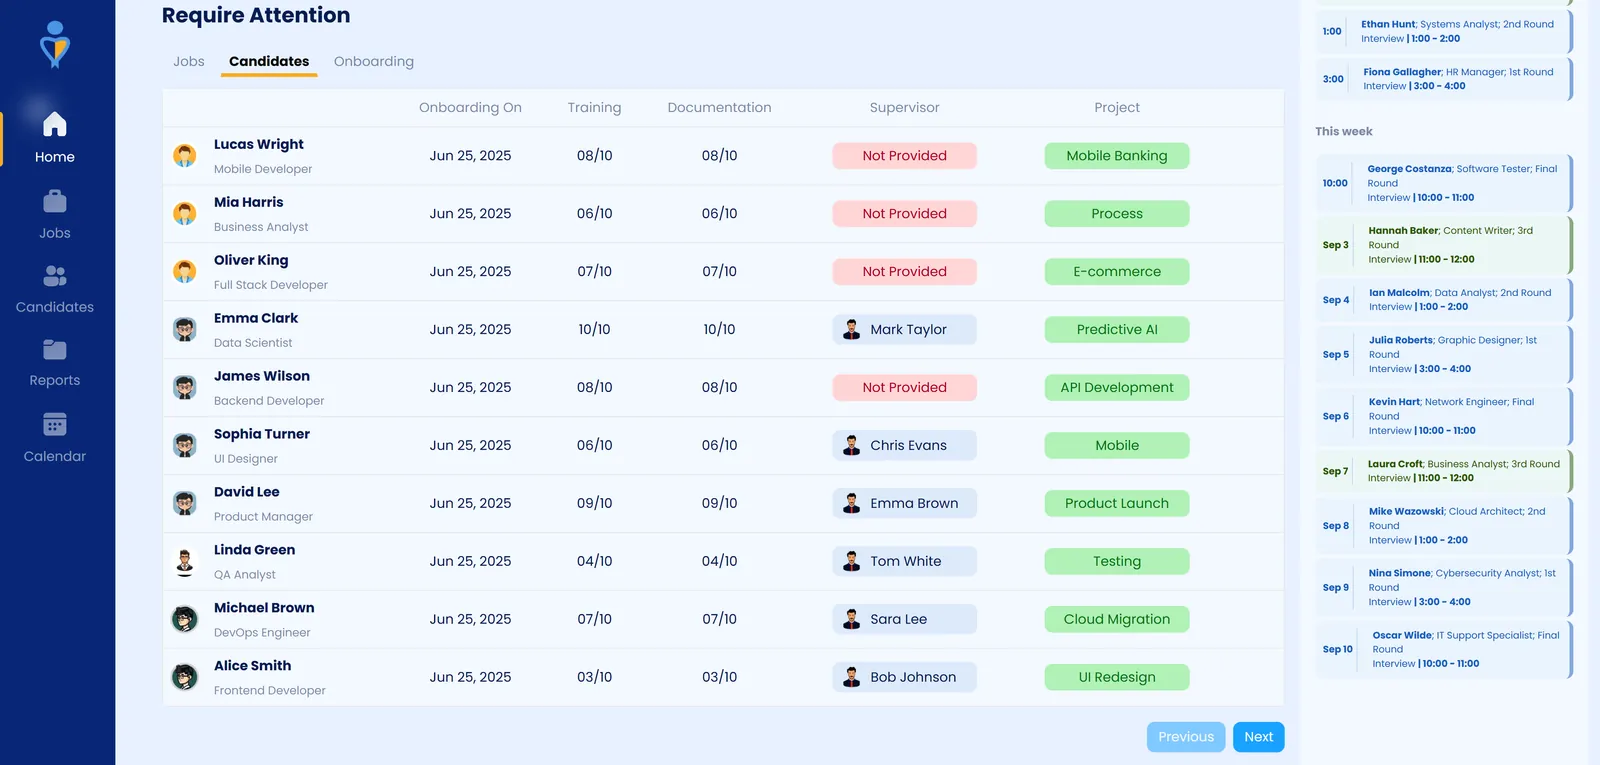 Home
Jobs
Candidates
Reports
Calendar
Require Attention
Jobs Candidates Onboarding
Onboarding On Training Documentation Supervisor Project
Lucas Wright
Mobile Developer
Jun 25, 2025 08/10 08/10 Not Provided Mobile Banking
Mia Harris
Business Analyst
Jun 25, 2025 06/10 06/10 Not Provided Process
Oliver King
Full Stack Developer
Jun 25, 2025 07/10 07/10 Not Provided E-commerce
Emma Clark
Data Scientist
Jun 25, 2025 10/10 10/10 Mark Taylor Predictive AI
James Wilson
Backend Developer
Jun 25, 2025 08/10 08/10 Not Provided API Development
Sophia Turner
UI Designer
Jun 25, 2025 06/10 06/10 Chris Evans Mobile
David Lee
Product Manager
Jun 25, 2025 09/10 09/10 Emma Brown Product Launch
Linda Green
QA Analyst
Jun 25, 2025 04/10 04/10 Tom White Testing
Michael Brown
DevOps Engineer
Jun 25, 2025 07/10 07/10 Sara Lee Cloud Migration
Alice Smith
Frontend Developer
Jun 25, 2025 03/10 03/10 Bob Johnson UI Redesign
Previous Next
1:00
Ethan Hunt; Systems Analyst; 2nd Round
Interview | 1:00 - 2:00
3:00
Fiona Gallagher; HR Manager; 1st Round
Interview | 3:00 - 4:00
This week
10:00
George Costanza; Software Tester; Final
Round
Interview | 10:00 - 11:00
Sep 3
Hannah Baker; Content Writer; 3rd
Round
Interview | 11:00 - 12:00
Sep 4
Ian Malcolm; Data Analyst; 2nd Round
Interview | 1:00 - 2:00
Sep 5
Julia Roberts; Graphic Designer; 1st
Round
Interview | 3:00 - 4:00
Sep 6
Kevin Hart; Network Engineer; Final
Round
Interview | 10:00 - 11:00
Sep 7
Laura Croft; Business Analyst; 3rd Round
Interview | 11:00 - 12:00
Sep 8
Mike Wazowski; Cloud Architect; 2nd
Round
Interview | 1:00 - 2:00
Sep 9
Nina Simone; Cybersecurity Analyst; 1st
Round
Interview | 3:00 - 4:00
Sep 10
Oscar Wilde; IT Support Specialist; Final
Round
Interview | 10:00 - 11:00